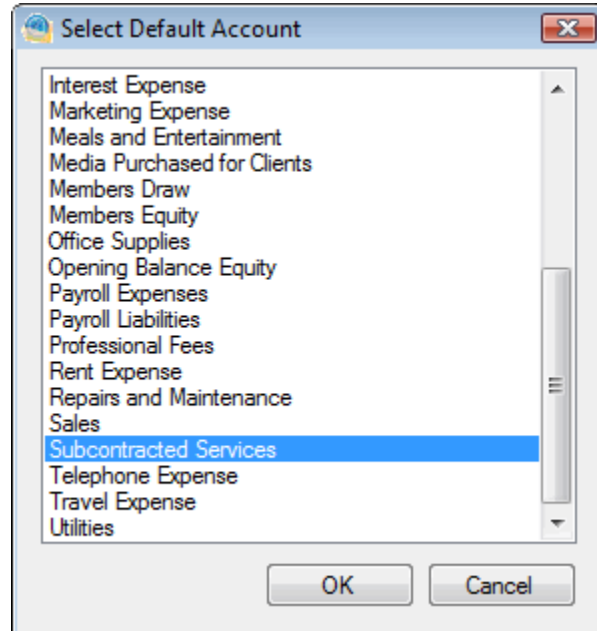 Select Default Account
Interest Expense
Marketing Expense
Meals and Entertainment
Media Purchased for Clients
Members Draw
Members Equity
Office Supplies
Opening Balance Equity
Payroll Expenses
Payroll Liabilities
Professional Fees
Rent Expense
Repairs and Maintenance
Sales
Subcontracted Services
Telephone Expense
Travel Expense
Utilities
OK Cancel